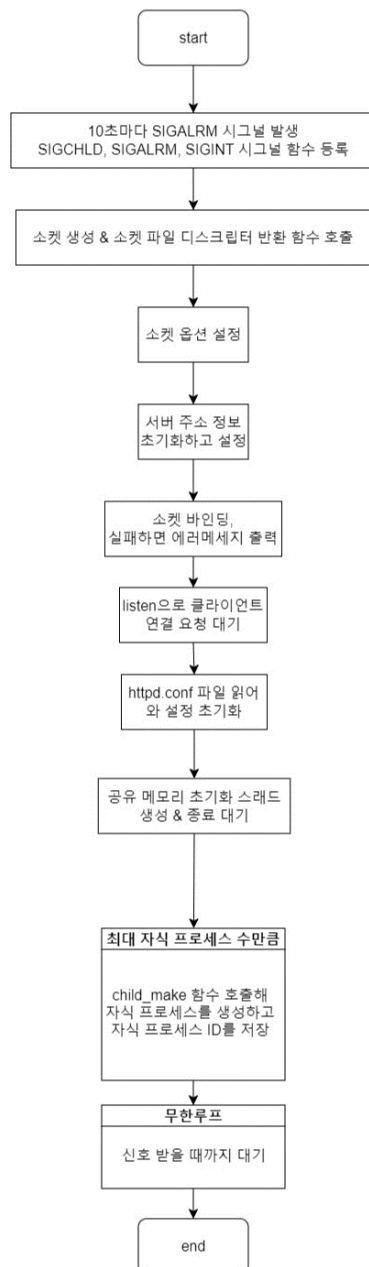 start
10초마다 SIGALRM 시그널 발생
SIGCHLD, SIGALRM, SIGINT 시그널 함수 등록
소켓 생성 & 소켓 파일 디스크립터 반환 함수 호출
소켓 옵션 설정
서버 주소 정보
초기화하고 설정
소켓 바인딩,
실패하면 에러메세지 출력
listen으로 클라이언트
연결 요청 대기
httpd.conf 파일 읽어
와 설정 초기화
공유 메모리 초기화 스래드
생성 & 종료 대기
최대 자식 프로세스 수만큼
child_make 함수 호출해
자식 프로세스를 생성하고
자식 프로세스 ID를 저장
무한루프
신호 받을 때까지 대기
end